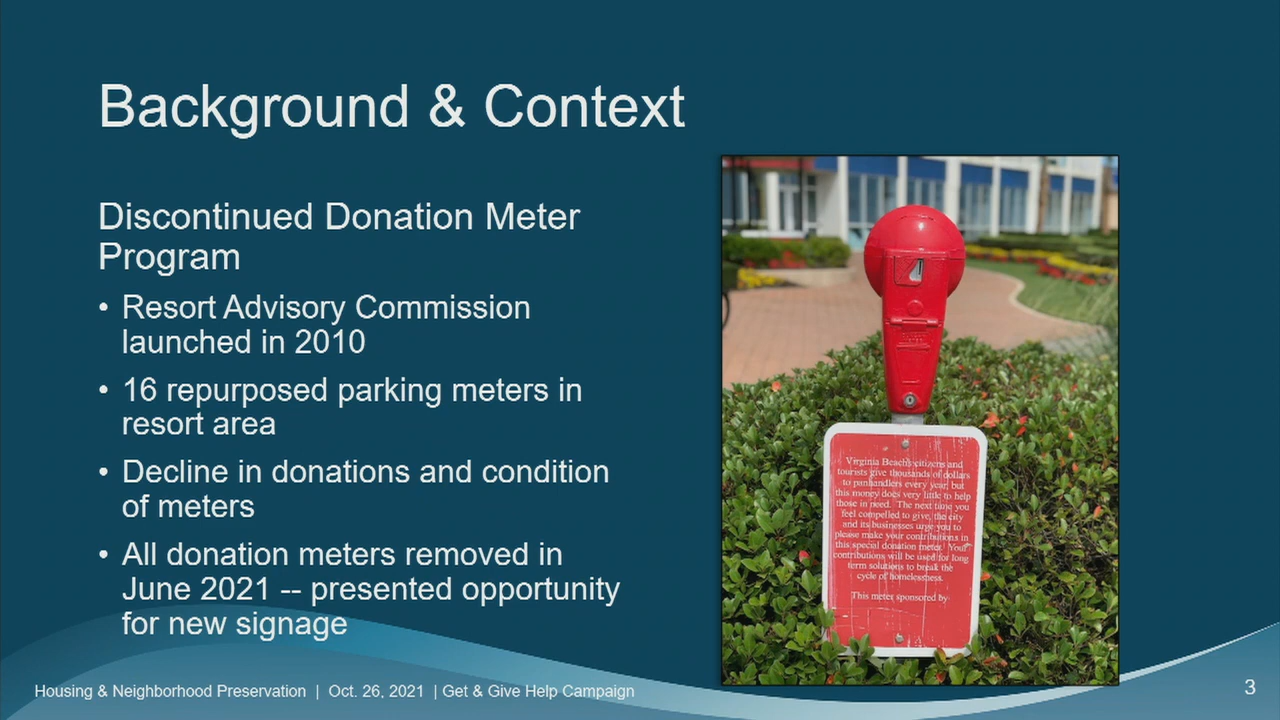 Background & Context
Discontinued Donation Meter
Program
• Resort Advisory Commission
launched in 2010
• 16 repurposed parking meters in
resort area
• Decline in donations and condition
of meters
• All donation meters removed in
June 2021 -- presented opportunity
for new signage
Virginia Beach's citizens and
tourists give thousands of dollars
to panhandlers every year, but
this money does very little to help
those in need. The next time you
feel compelled to give, the city
and its businesses urge you to
please make your contributions in
this special donation meter. Your
contributions will be used for long
term solutions to break the
cycle of homelessness.
This meter sponsored by
Housing & Neighborhood Preservation | Oct. 26, 2021 | Get & Give Help Campaign
3